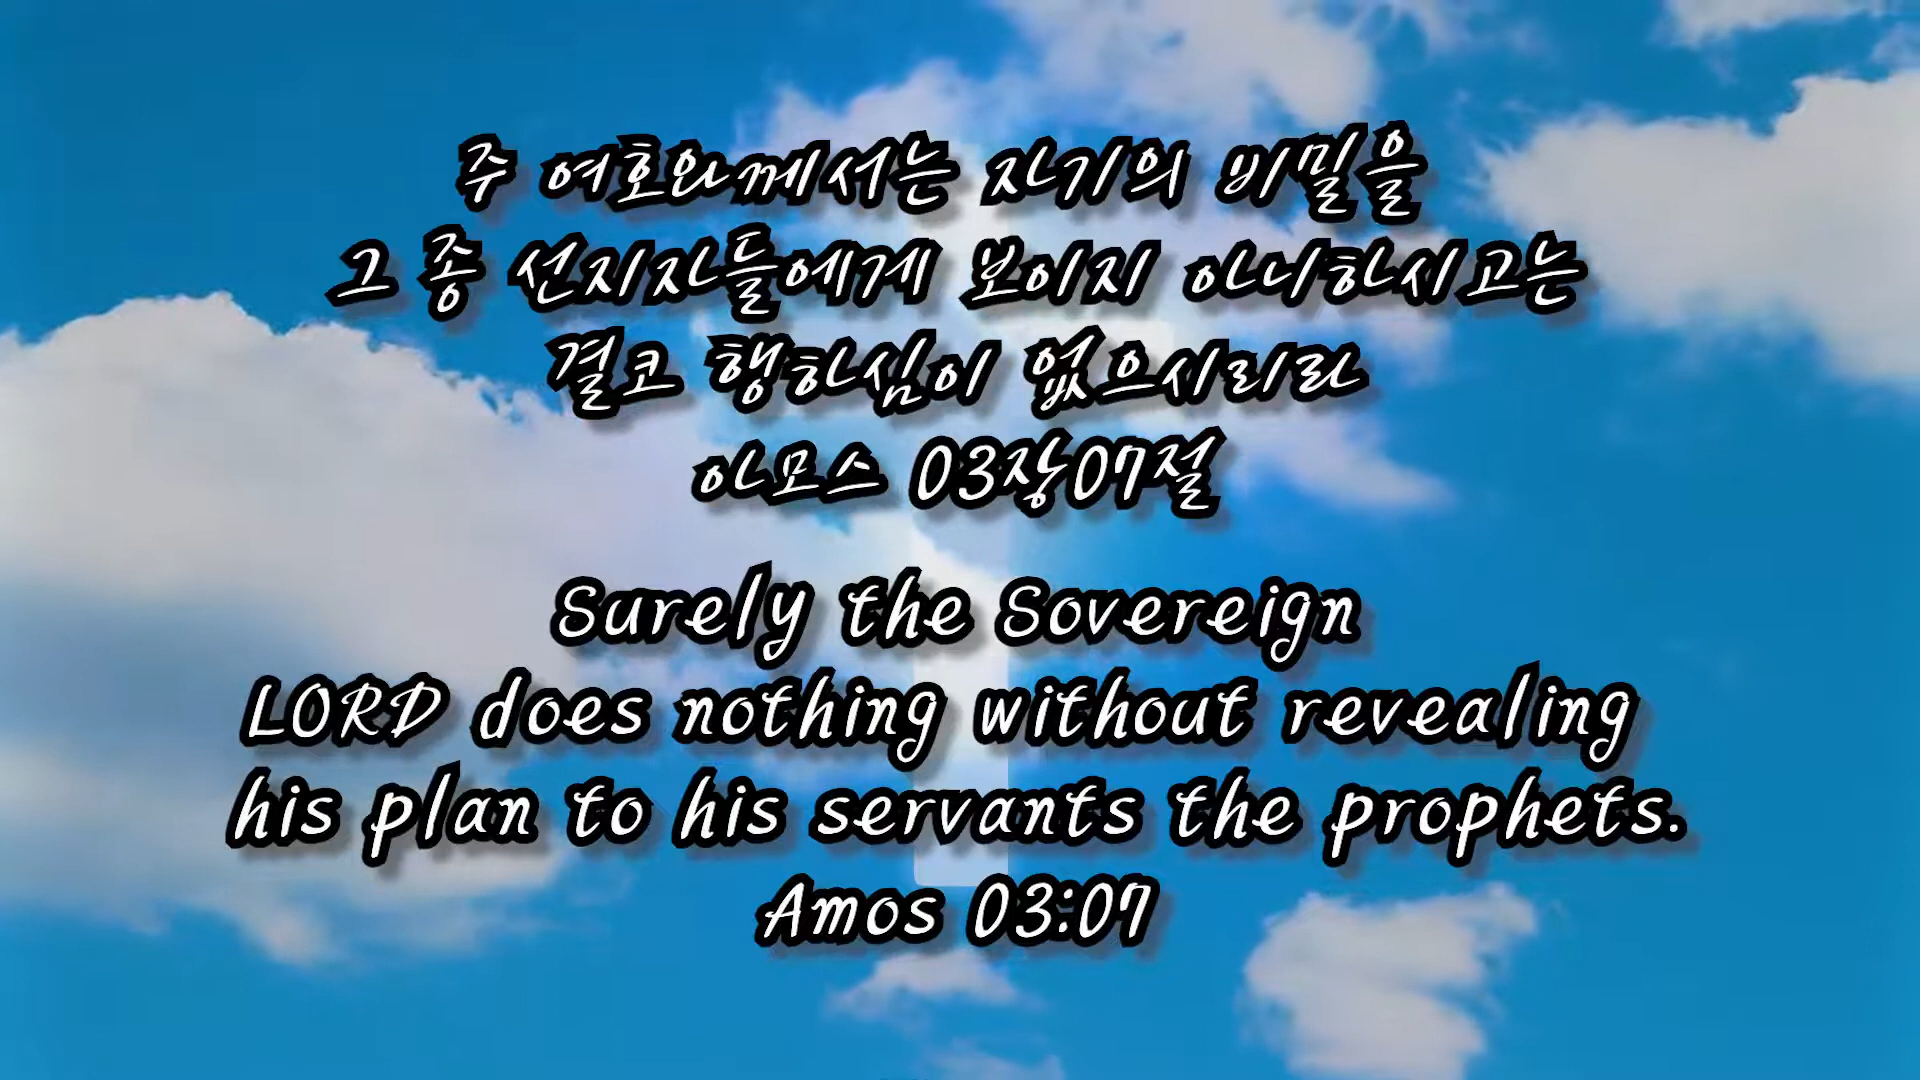 주 여호와께서는 자기의 비밀을
그 종 선지자들에게 보이지 아니하시고는
결코 행하심이 없으시리라
아모스 03장07절
Surely the Sovereign
LORD does nothing without revealing
his plan to his servants the prophets.
Amos 03:07